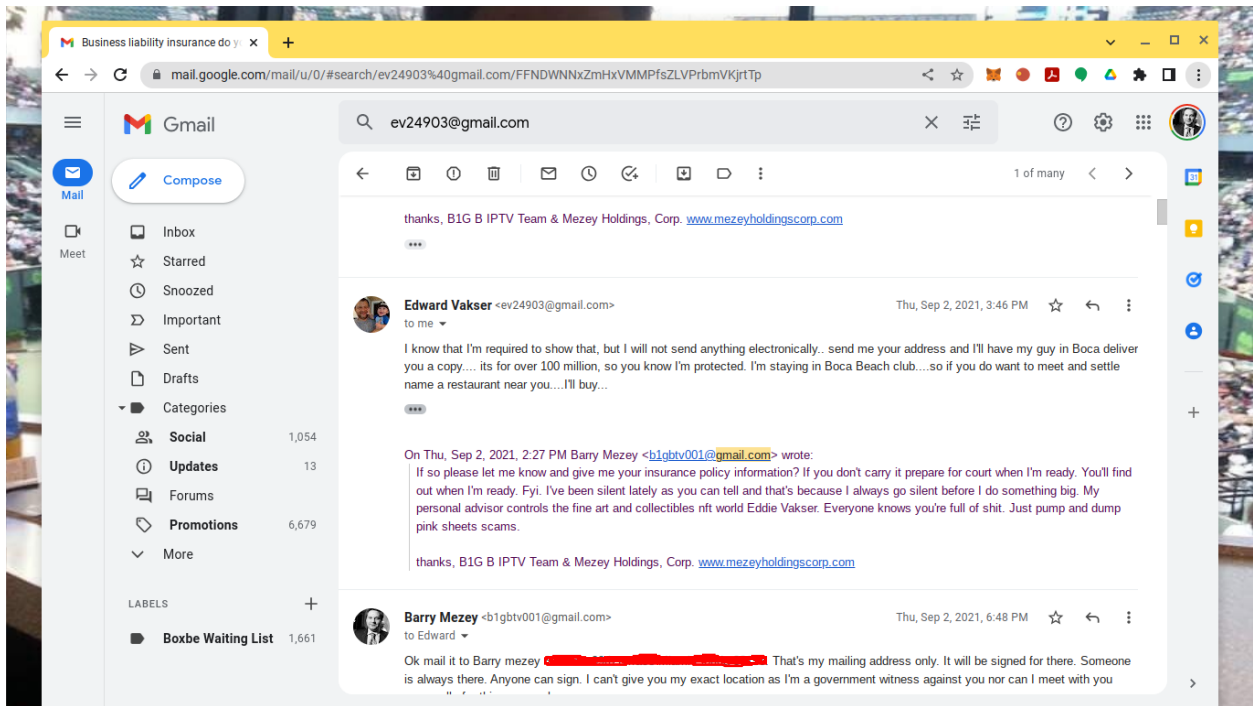 Business liability insurance do y
mail.google.com/mail/u/0/#search/ev24903%40gmail.com/FFNDWNNxZmHxVMMPfsZLVPrbmVKjrtTp
Gmail
ev24903@gmail.com
Compose
1 of many
31
Mail
Meet
Inbox
Starred
Snoozed
Important
Sent
Drafts
Categories
Social 1,054
Updates 13
Forums
Promotions 6,679
More
LABELS
Boxbe Waiting List 1,661
thanks, B1G B IPTV Team & Mezey Holdings, Corp. www.mezeyholdingscorp.com
Edward Vakser <ev24903@gmail.com> Thu, Sep 2, 2021, 3:46 PM
to me
I know that I'm required to show that, but I will not send anything electronically.. send me your address and I'll have my guy in Boca deliver
you a copy.... its for over 100 million, so you know I'm protected. I'm staying in Boca Beach club....so if you do want to meet and settle
name a restaurant near you....I'll buy...
On Thu, Sep 2, 2021, 2:27 PM Barry Mezey <b1gbtv001@gmail.com> wrote:
If so please let me know and give me your insurance policy information? If you don't carry it prepare for court when I'm ready. You'll find
out when I'm ready. Fyi. I've been silent lately as you can tell and that's because I always go silent before I do something big. My
personal advisor controls the fine art and collectibles nft world Eddie Vakser. Everyone knows you're full of shit. Just pump and dump
pink sheets scams.
thanks, B1G B IPTV Team & Mezey Holdings, Corp. www.mezeyholdingscorp.com
Barry Mezey <b1gbtv001@gmail.com> Thu, Sep 2, 2021, 6:48 PM
to Edward
Ok mail it to Barry mezey That's my mailing address only. It will be signed for there. Someone
is always there. Anyone can sign. I can't give you my exact location as I'm a government witness against you nor can I meet with you